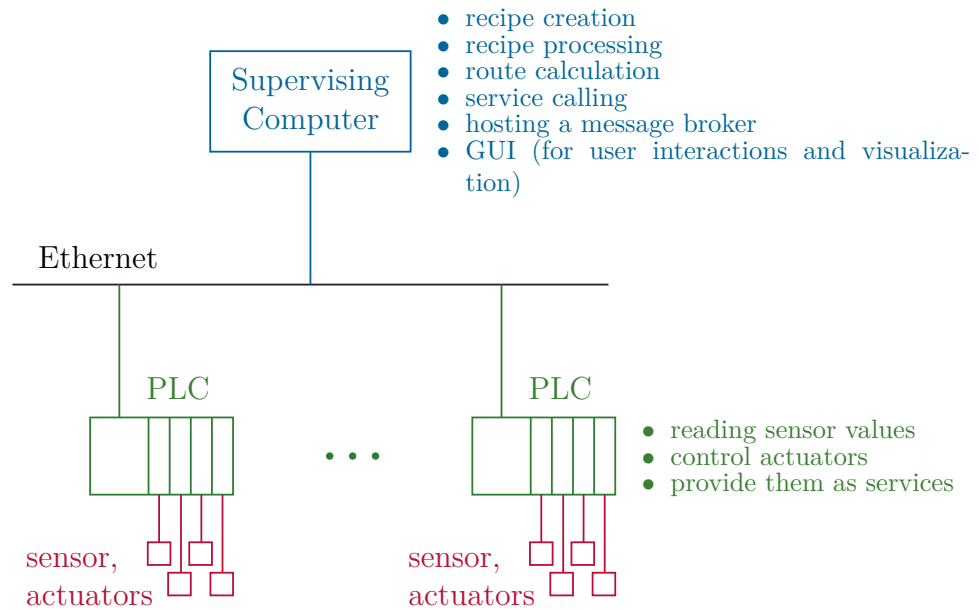 • recipe creation
• recipe processing
• route calculation
• service calling
• hosting a message broker
• GUI (for user interactions and visualiza-
tion)
Supervising
Computer
Ethernet
PLC
PLC
• reading sensor values
• control actuators
• provide them as services
sensor,
actuators
sensor,
actuators